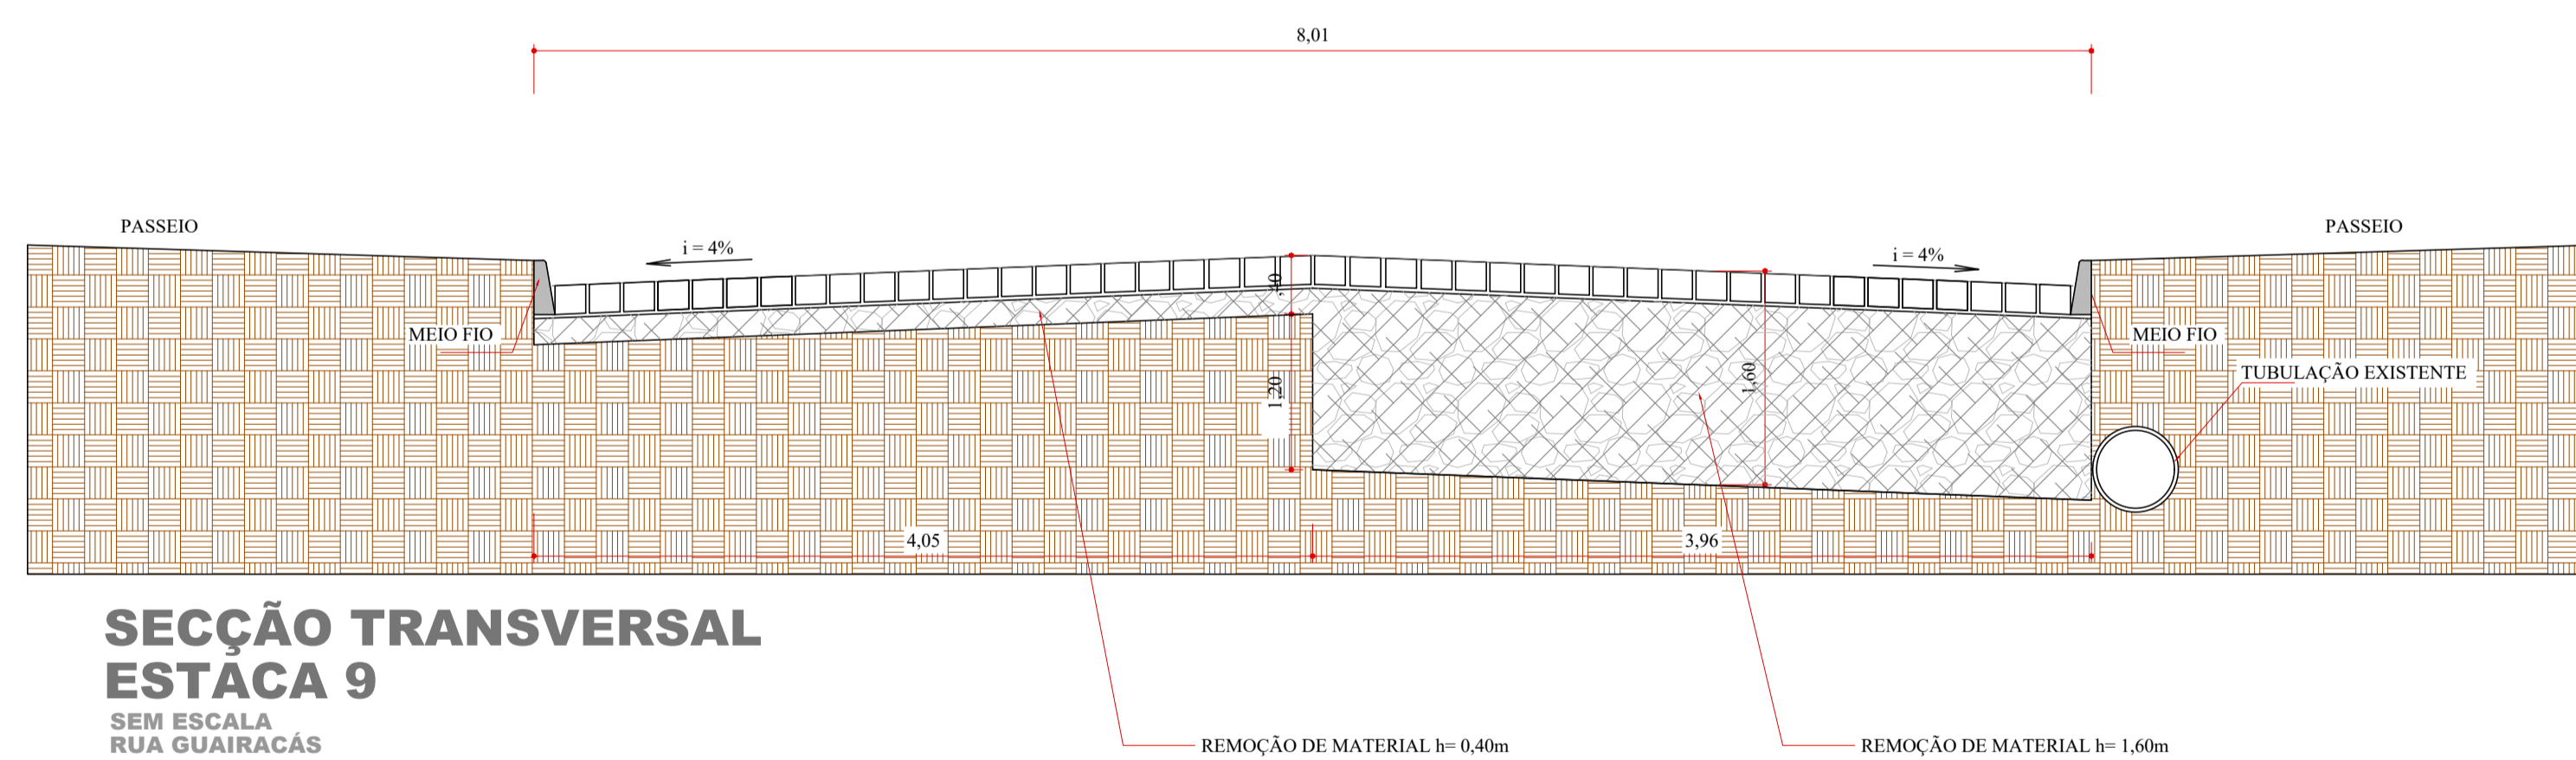 8,01
PASSEIO
PASSEIO
i = 4%
i = 4%
,40
MEIO FIO
MEIO FIO
TUBULAÇÃO EXISTENTE
1,20
1,60
4,05
3,96
SECÇÃO TRANSVERSAL
ESTACA 9
SEM ESCALA
RUA GUAIRACÁS
REMOÇÃO DE MATERIAL h= 0,40m
REMOÇÃO DE MATERIAL h= 1,60m